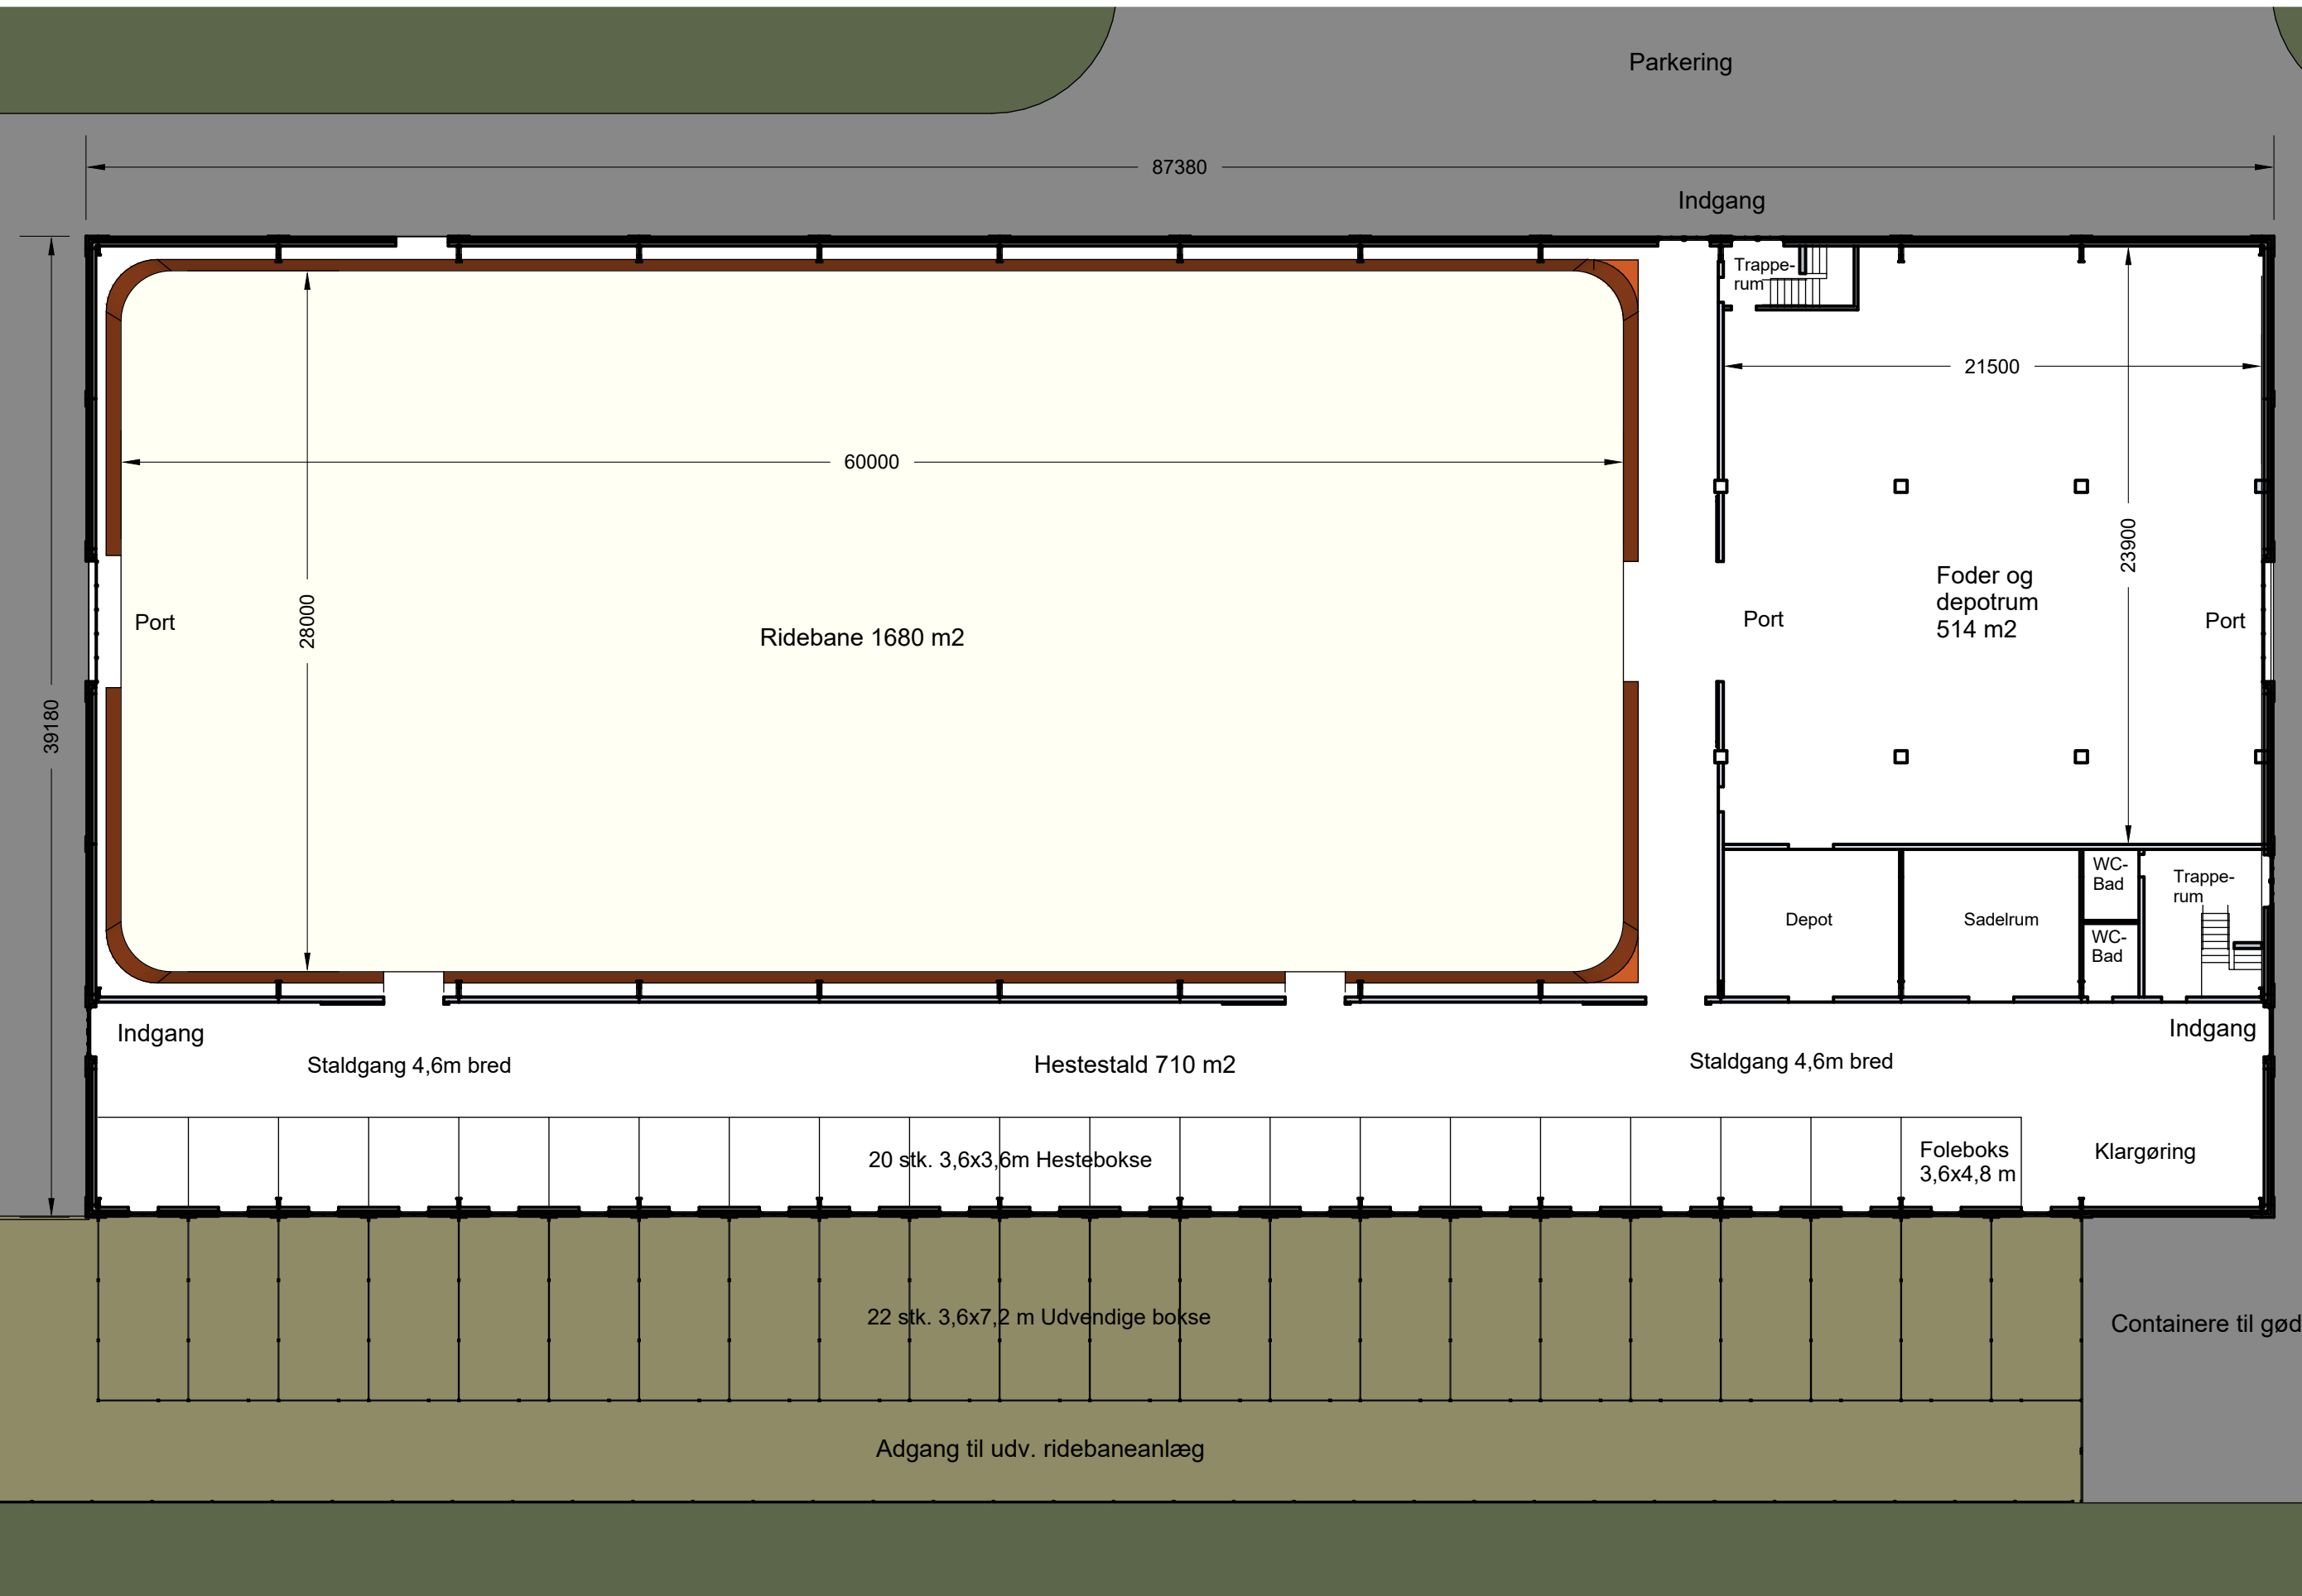 Parkering
87380
Indgang
Trappe-
rum
21500
60000
23900
Foder og
depotrum
514 m2
Port
28000
Ridebane 1680 m2
Port
Port
39180
WC-
Bad
Trappe-
rum
Depot
Sadelrum
WC-
Bad
Indgang
Indgang
Staldgang 4,6m bred
Hestestald 710 m2
Staldgang 4,6m bred
20 stk. 3,6x3,6m Hestebokse
Foleboks
3,6x4,8 m
Klargøring
22 stk. 3,6x7,2 m Udvendige bokse
Containere til gød
Adgang til udv. ridebaneanlæg